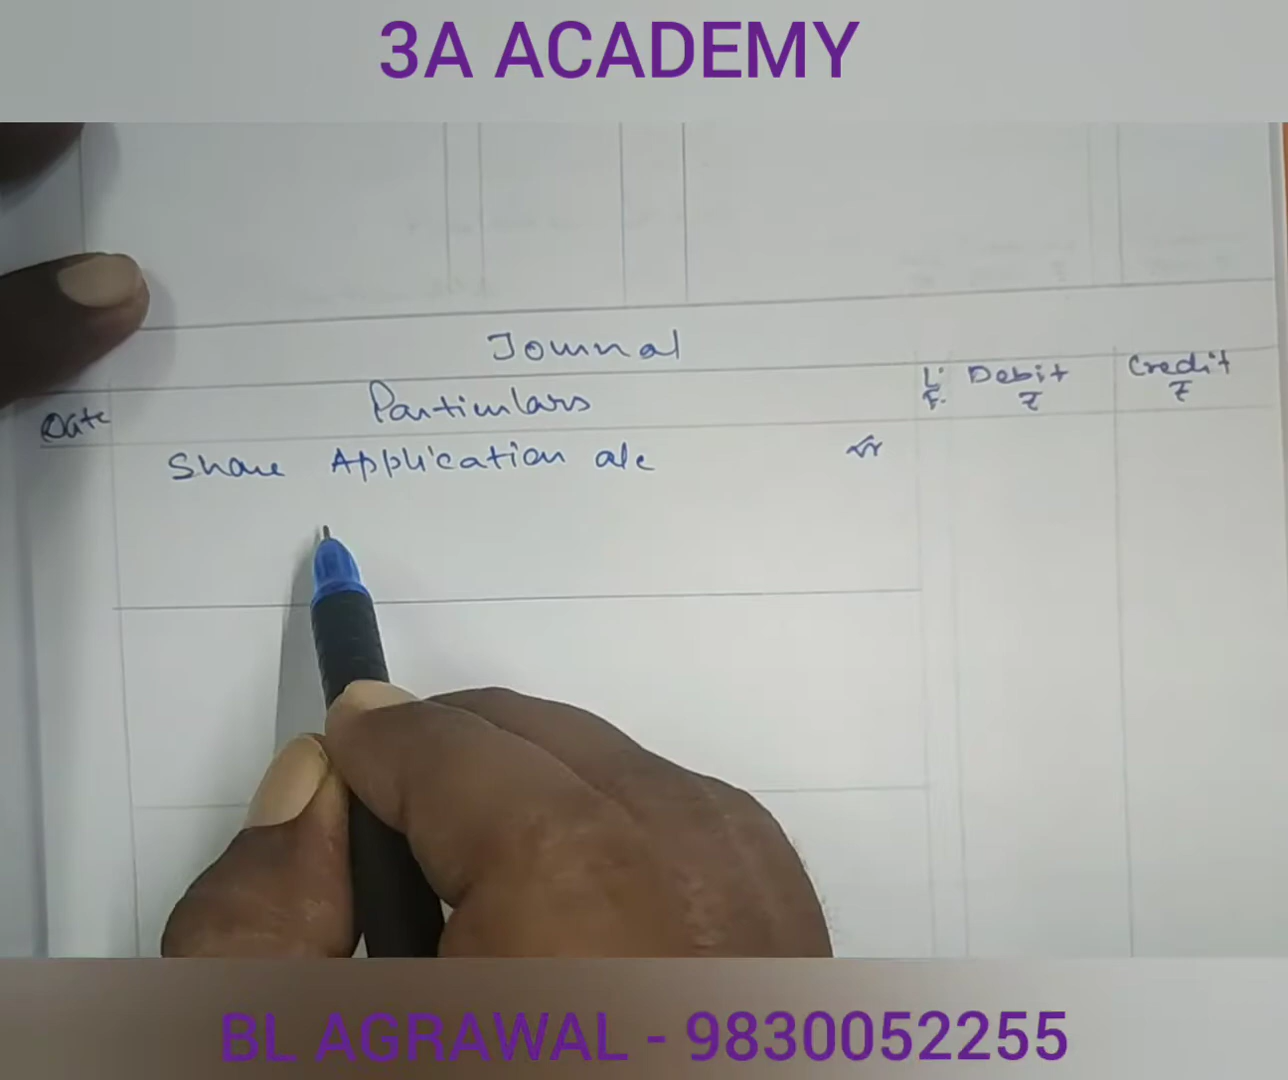 3A ACADEMY
Journal
Date Particulars L. F. Debit ₹ Credit ₹
Share Application a/c Dr
BL AGRAWAL - 9830052255